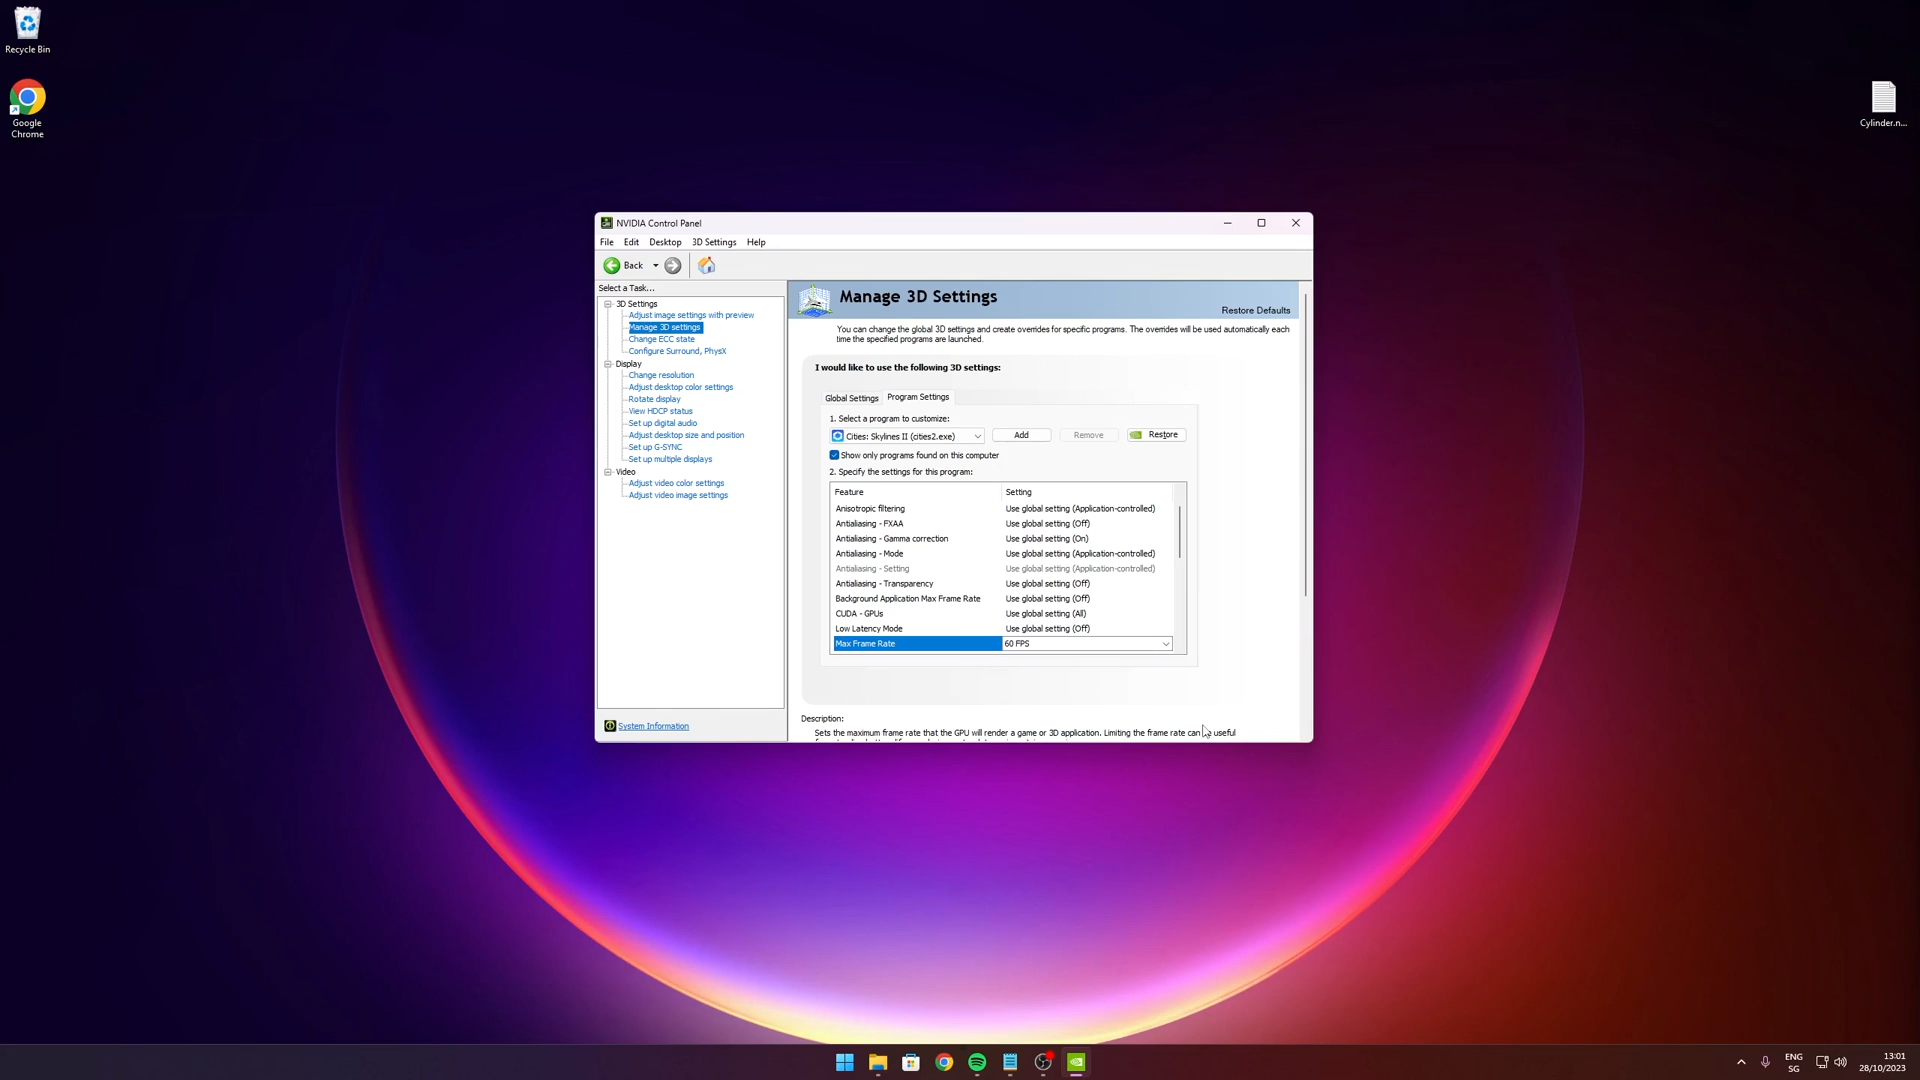 Recycle Bin
Google
Chrome
Cylinder.n...
NVIDIA Control Panel
File Edit Desktop 3D Settings Help
Back
Select a Task...
3D Settings
Adjust image settings with preview
Manage 3D settings
Change ECC state
Configure Surround, PhysX
Display
Change resolution
Adjust desktop color settings
Rotate display
View HDCP status
Set up digital audio
Adjust desktop size and position
Set up G-SYNC
Set up multiple displays
Video
Adjust video color settings
Adjust video image settings
System Information
Manage 3D Settings
Restore Defaults
You can change the global 3D settings and create overrides for specific programs. The overrides will be used automatically each
time the specified programs are launched.
I would like to use the following 3D settings:
Global Settings Program Settings
1. Select a program to customize:
Cities: Skylines II (cities2.exe) Add Remove Restore
Show only programs found on this computer
2. Specify the settings for this program:
Feature Setting
Anisotropic filtering Use global setting (Application-controlled)
Antialiasing - FXAA Use global setting (Off)
Antialiasing - Gamma correction Use global setting (On)
Antialiasing - Mode Use global setting (Application-controlled)
Antialiasing - Setting Use global setting (Application-controlled)
Antialiasing - Transparency Use global setting (Off)
Background Application Max Frame Rate Use global setting (Off)
CUDA - GPUs Use global setting (All)
Low Latency Mode Use global setting (Off)
Max Frame Rate 60 FPS
Description:
Sets the maximum frame rate that the GPU will render a game or 3D application. Limiting the frame rate can be useful
ENG
SG
13:01
28/10/2023